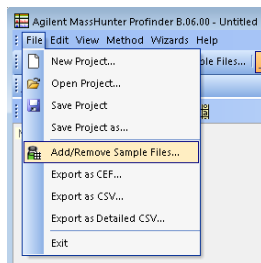 Agilent MassHunter Profinder B.06.00 - Untitled
File Edit View Method Wizards Help
New Project...
ple Files...
Open Project...
Save Project
Save Project as...
Add/Remove Sample Files...
Export as CEF...
Export as CSV...
Export as Detailed CSV...
Exit